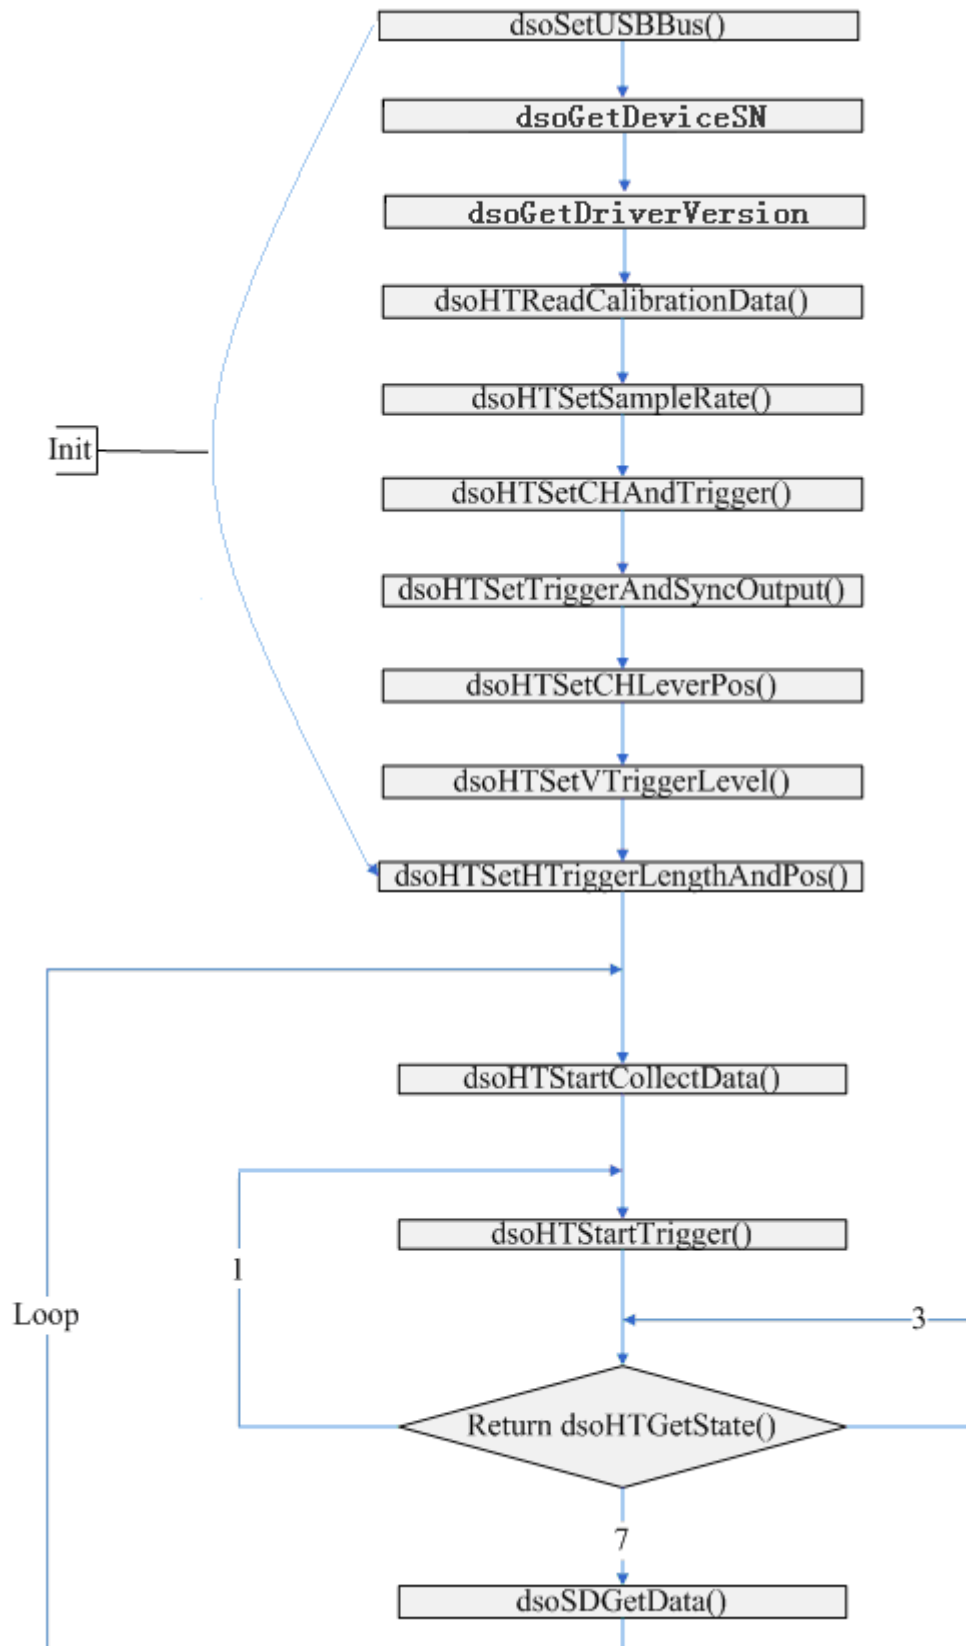 dsoSetUSBBus()
dsoGetDeviceSN
dsoGetDriverVersion
dsoHTReadCalibrationData()
dsoHTSetSampleRate()
Init
dsoHTSetCHAndTrigger()
dsoHTSetTriggerAndSyncOutput()
dsoHTSetCHLeverPos()
dsoHTSetVTriggerLevel()
dsoHTSetHTriggerLengthAndPos()
dsoHTStartCollectData()
dsoHTStartTrigger()
1
Loop
3
Return dsoHTGetState()
7
dsoSDGetData()